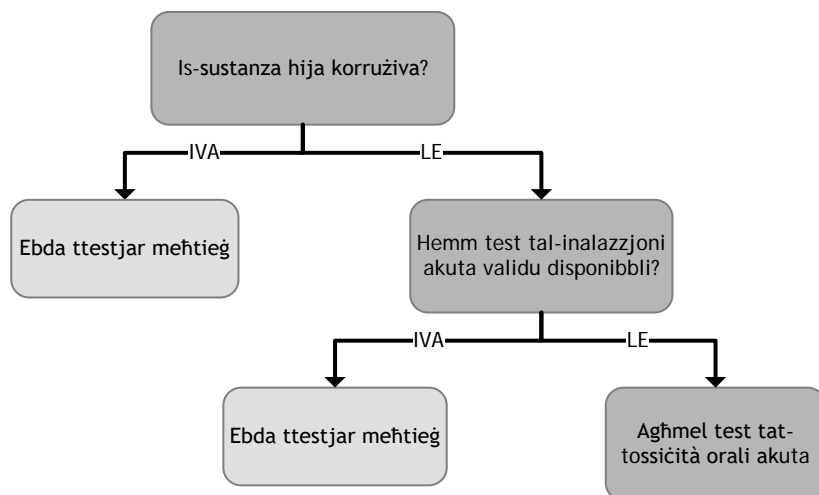 Is-sustanza hija korrużiva?
IVA
LE
Ebda ttestjar meħtieġ
Hemm test tal-inalazzjoni
akuta validu disponibbli?
IVA
LE
Ebda ttestjar meħtieġ
Agħmel test tat-
tossiċità orali akuta